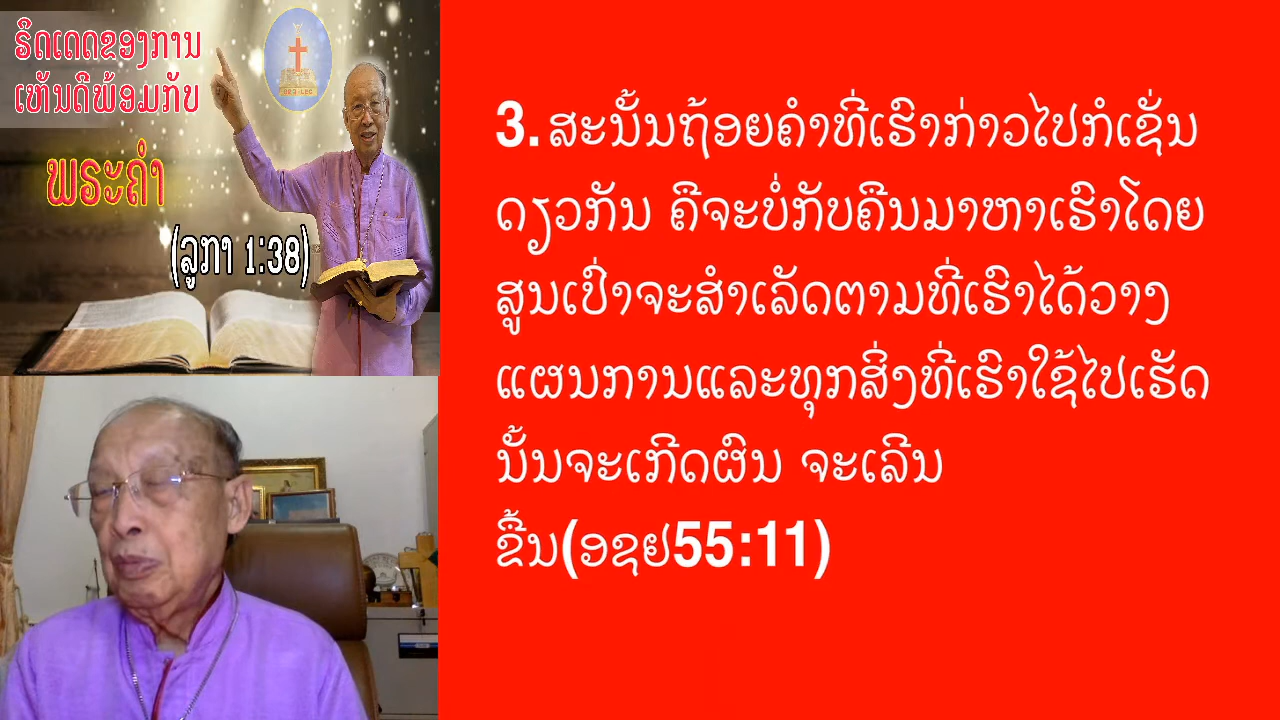 ຣິດເດດຂອງການ
ເຫັນດີພ້ອມກັບ
ພຣະຄຳ
(ລູກາ 1:38)
3. ສະນັ້ນຖ້ອຍຄຳທີ່ເຮົາກ່າວໄປກໍເຊັ່ນ
ດຽວກັນ ຄືຈະບໍ່ກັບຄືນມາຫາເຮົາໂດຍ
ສູນເປົ່າຈະສຳເລັດຕາມທີ່ເຮົາໄດ້ວາງ
ແຜນການແລະທຸກສິ່ງທີ່ເຮົາໃຊ້ໄປເຮັດ
ນັ້ນຈະເກີດຜົນ ຈະເລີນ
ຂື້ນ(ອຊຢ55:11)